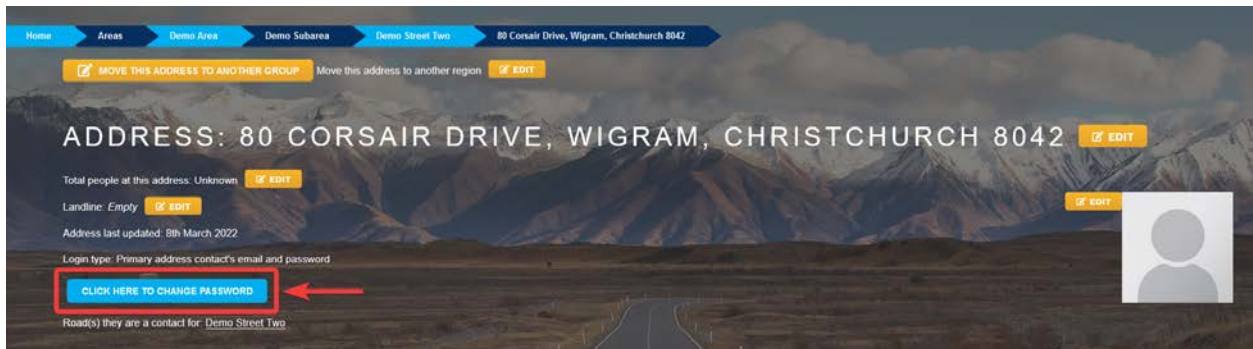 Home Areas Demo Area Demo Subarea Demo Street Two 80 Corsair Drive, Wigram, Christchurch 8042
MOVE THIS ADDRESS TO ANOTHER GROUP Move this address to another region EDIT
ADDRESS: 80 CORSAIR DRIVE, WIGRAM, CHRISTCHURCH 8042 EDIT
Total people at this address: Unknown EDIT
Landline: Empty EDIT
EDIT
Address last updated: 8th March 2022
Login type: Primary address contact's email and password
CLICK HERE TO CHANGE PASSWORD
Road(s) they are a contact for: Demo Street Two